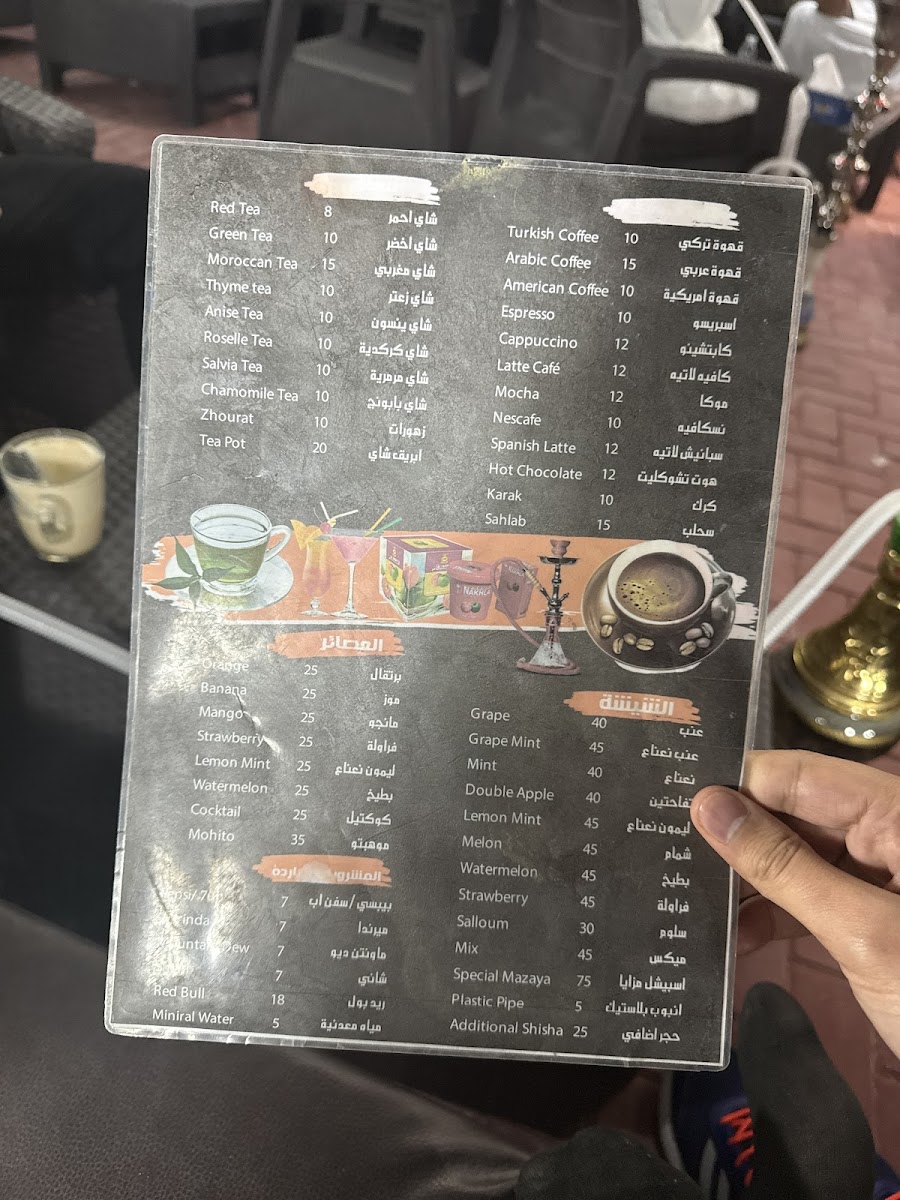 Red Tea 8 شاي احمر
Green Tea 10 شاي اخضر
Moroccan Tea 15 شاي مغربي
Thyme tea 10 شاي زعتر
Anise Tea 10 شاي ينسون
Roselle Tea 10 شاي كركدية
Salvia Tea 10 شاي مرمرية
Chamomile Tea 10 شاي بابونج
Zhourat 10 زهورات
Tea Pot 20 ابريق شاي
Turkish Coffee 10 قهوة تركي
Arabic Coffee 15 قهوة عربي
American Coffee 10 قهوة امريكية
Espresso 10 اسبريسو
Cappuccino 12 كابتشينو
Latte Café 12 كافيه لاتيه
Mocha 12 موكا
Nescafe 10 نسكافيه
Spanish Latte 12 سبانيش لاتيه
Hot Chocolate 12 هوت تشوكليت
Karak 10 كرك
Sahlab 15 سحلب
NAKHLA
العصائر
Orange 25 برتقال
Banana 25 موز
Mango 25 مانجو
Strawberry 25 فراولة
Lemon Mint 25 ليمون نعناع
Watermelon 25 بطيخ
Cocktail 25 كوكتيل
Mohito 35 موهيتو
7 بيبسي / سفن اب
7 ميرندا
7 ماونتن ديو
7 شاني
Red Bull 18 ريد بول
Miniral Water 5 مياه معدنية
الشيشة
Grape 40 عنب
Grape Mint 45 عنب نعناع
Mint 40 نعناع
Double Apple 40 تفاحتين
Lemon Mint 45 ليمون نعناع
Melon 45 شمام
Watermelon 45 بطيخ
Strawberry 45 فراولة
Salloum 30 سلوم
Mix 45 ميكس
Special Mazaya 75 اسبيشل مزايا
Plastic Pipe 5 انبوب بلاستيك
Additional Shisha 25 حجر اضافي